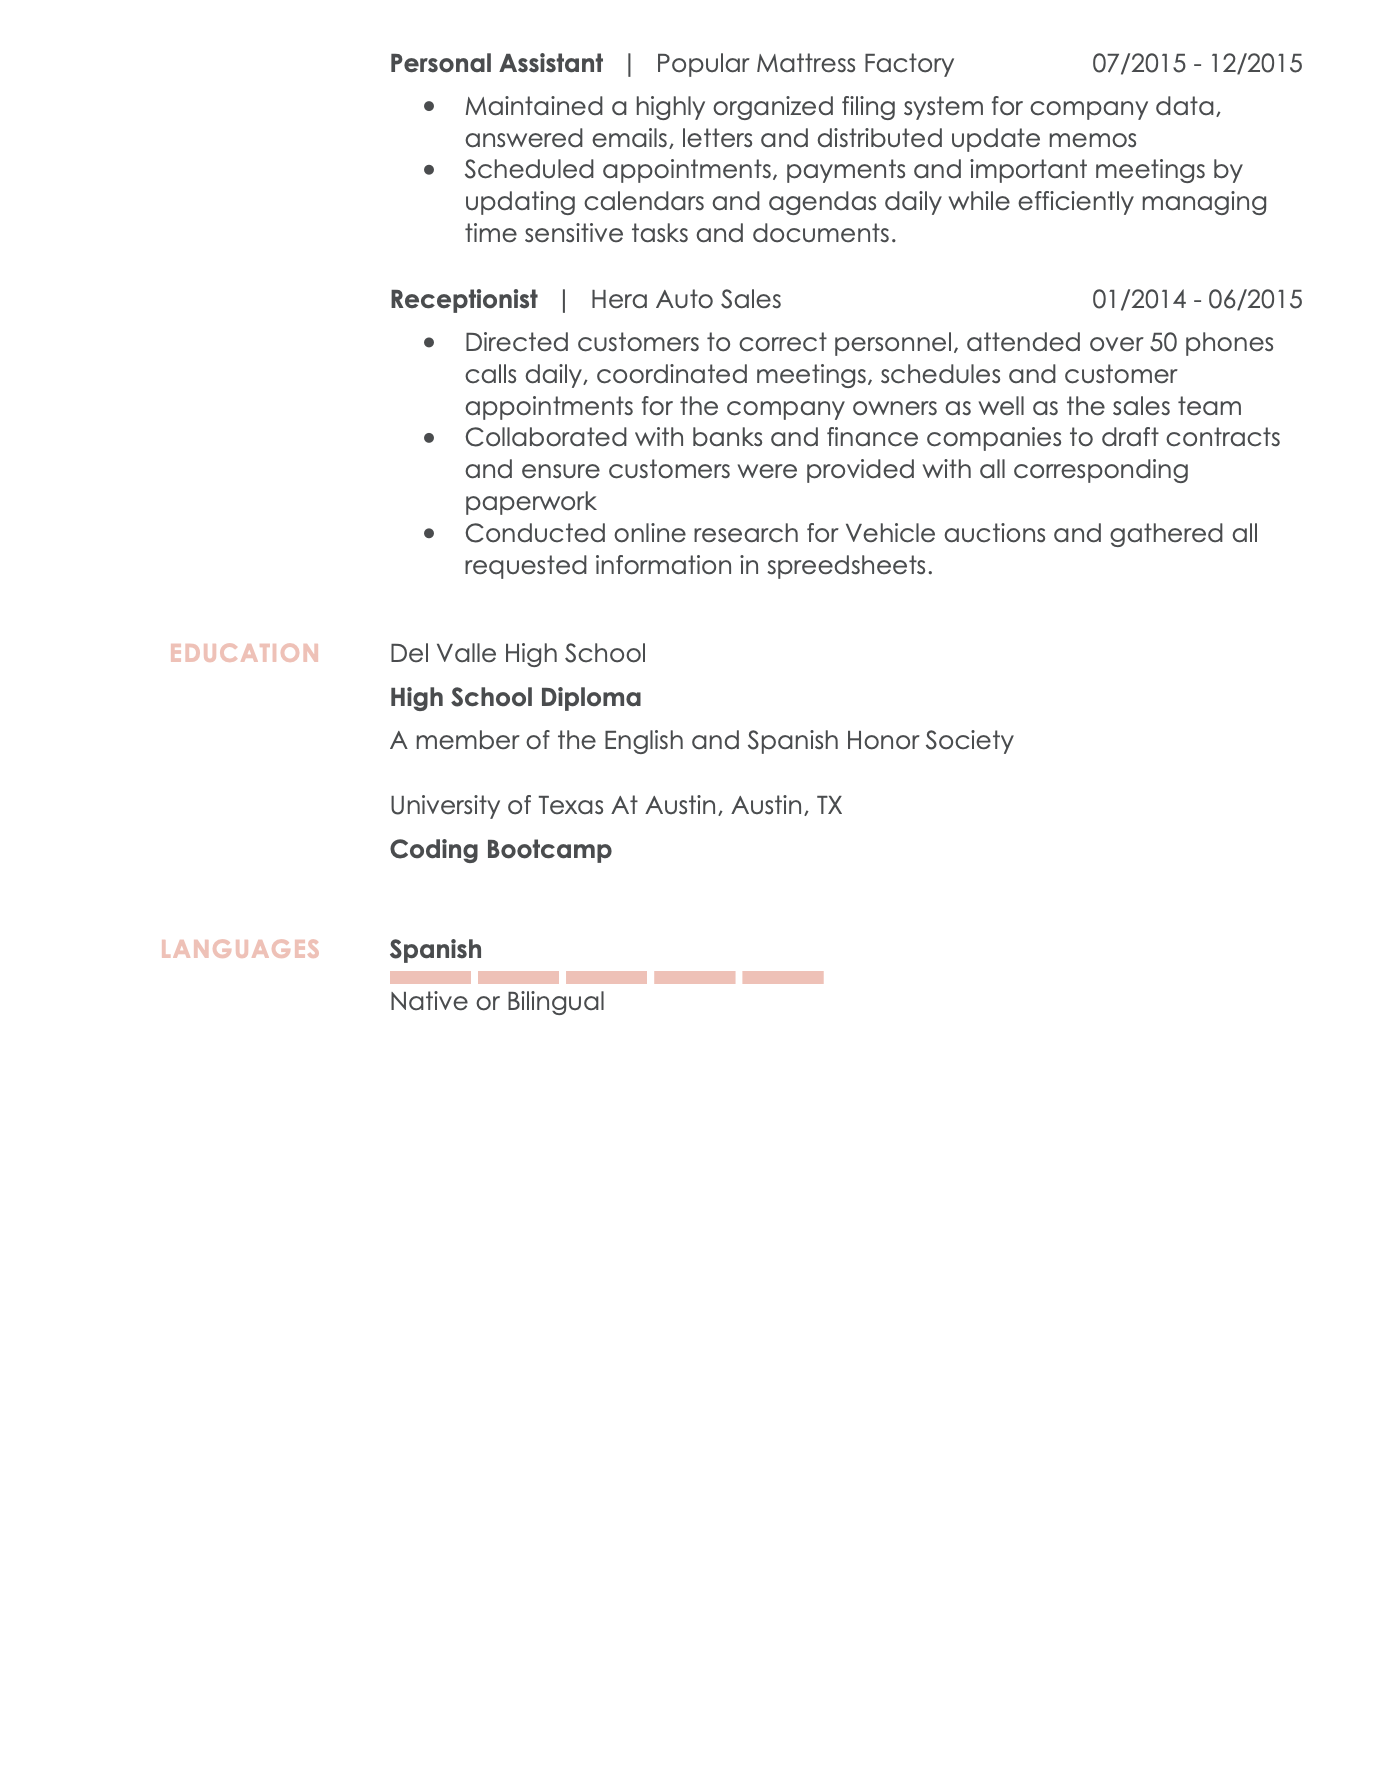 Personal Assistant | Popular Mattress Factory 07/2015 - 12/2015
• Maintained a highly organized filing system for company data,
answered emails, letters and distributed update memos
• Scheduled appointments, payments and important meetings by
updating calendars and agendas daily while efficiently managing
time sensitive tasks and documents.
Receptionist | Hera Auto Sales 01/2014 - 06/2015
• Directed customers to correct personnel, attended over 50 phones
calls daily, coordinated meetings, schedules and customer
appointments for the company owners as well as the sales team
• Collaborated with banks and finance companies to draft contracts
and ensure customers were provided with all corresponding
paperwork
• Conducted online research for Vehicle auctions and gathered all
requested information in spreedsheets.
EDUCATION Del Valle High School
High School Diploma
A member of the English and Spanish Honor Society
University of Texas At Austin, Austin, TX
Coding Bootcamp
LANGUAGES Spanish
Native or Bilingual